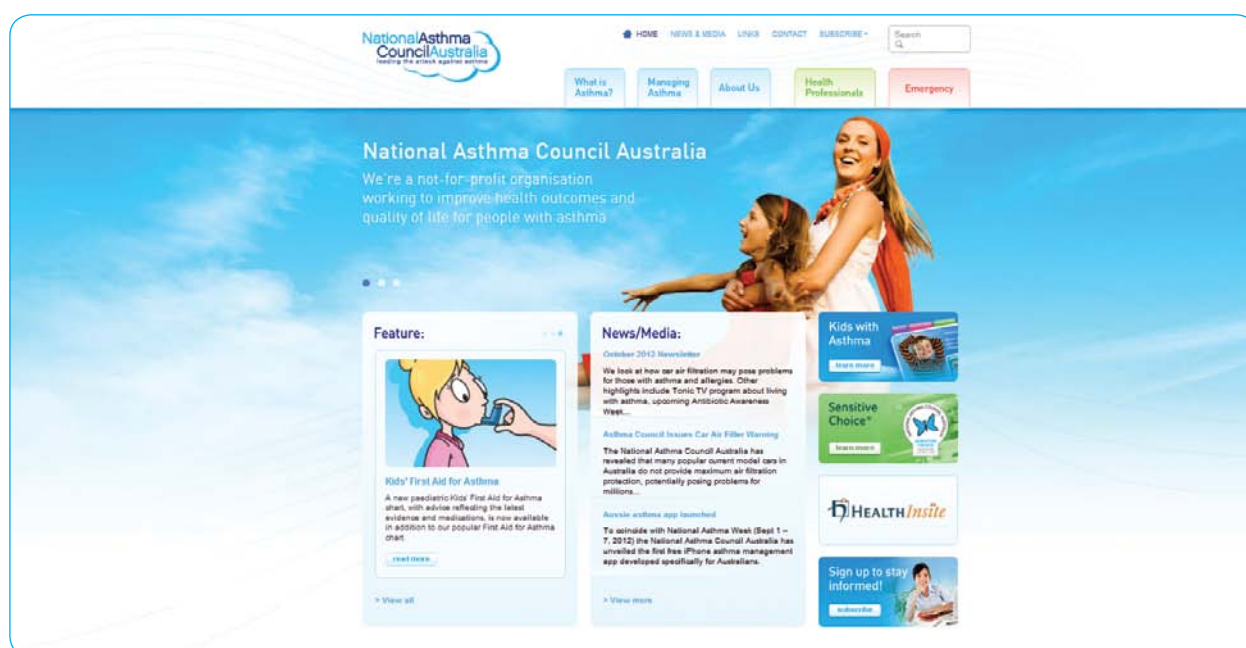 NationalAsthma
CouncilAustralia
leading the attack against asthma
HOME NEWS & MEDIA LINKS CONTACT SUBSCRIBE
Search
What is
Asthma?
Managing
Asthma
About Us
Health
Professionals
Emergency
National Asthma Council Australia
We're a not-for-profit organisation
working to improve health outcomes and
quality of life for people with asthma
Feature:
Kids' First Aid for Asthma
A new paediatric Kids' First Aid for Asthma
chart, with advice reflecting the latest
evidence and medications, is now available
in addition to our popular First Aid for Asthma
chart.
read more
> View all
News/Media:
October 2012 Newsletter
We look at how car air filtration may pose problems
for those with asthma and allergies. Other
highlights include Tonic TV program about living
with asthma, upcoming Antibiotic Awareness
Week...
Asthma Council Issues Car Air Filter Warning
The National Asthma Council Australia has
revealed that many popular current model cars in
Australia do not provide maximum air filtration
protection, potentially posing problems for
millions...
Aussie asthma app launched
To coincide with National Asthma Week (Sept 1 –
7, 2012) the National Asthma Council Australia has
unveiled the first free iPhone asthma management
app developed specifically for Australians.
> View more
Kids with
Asthma
learn more
Sensitive
Choice®
learn more
HEALTHInsite
Sign up to stay
informed!
subscribe